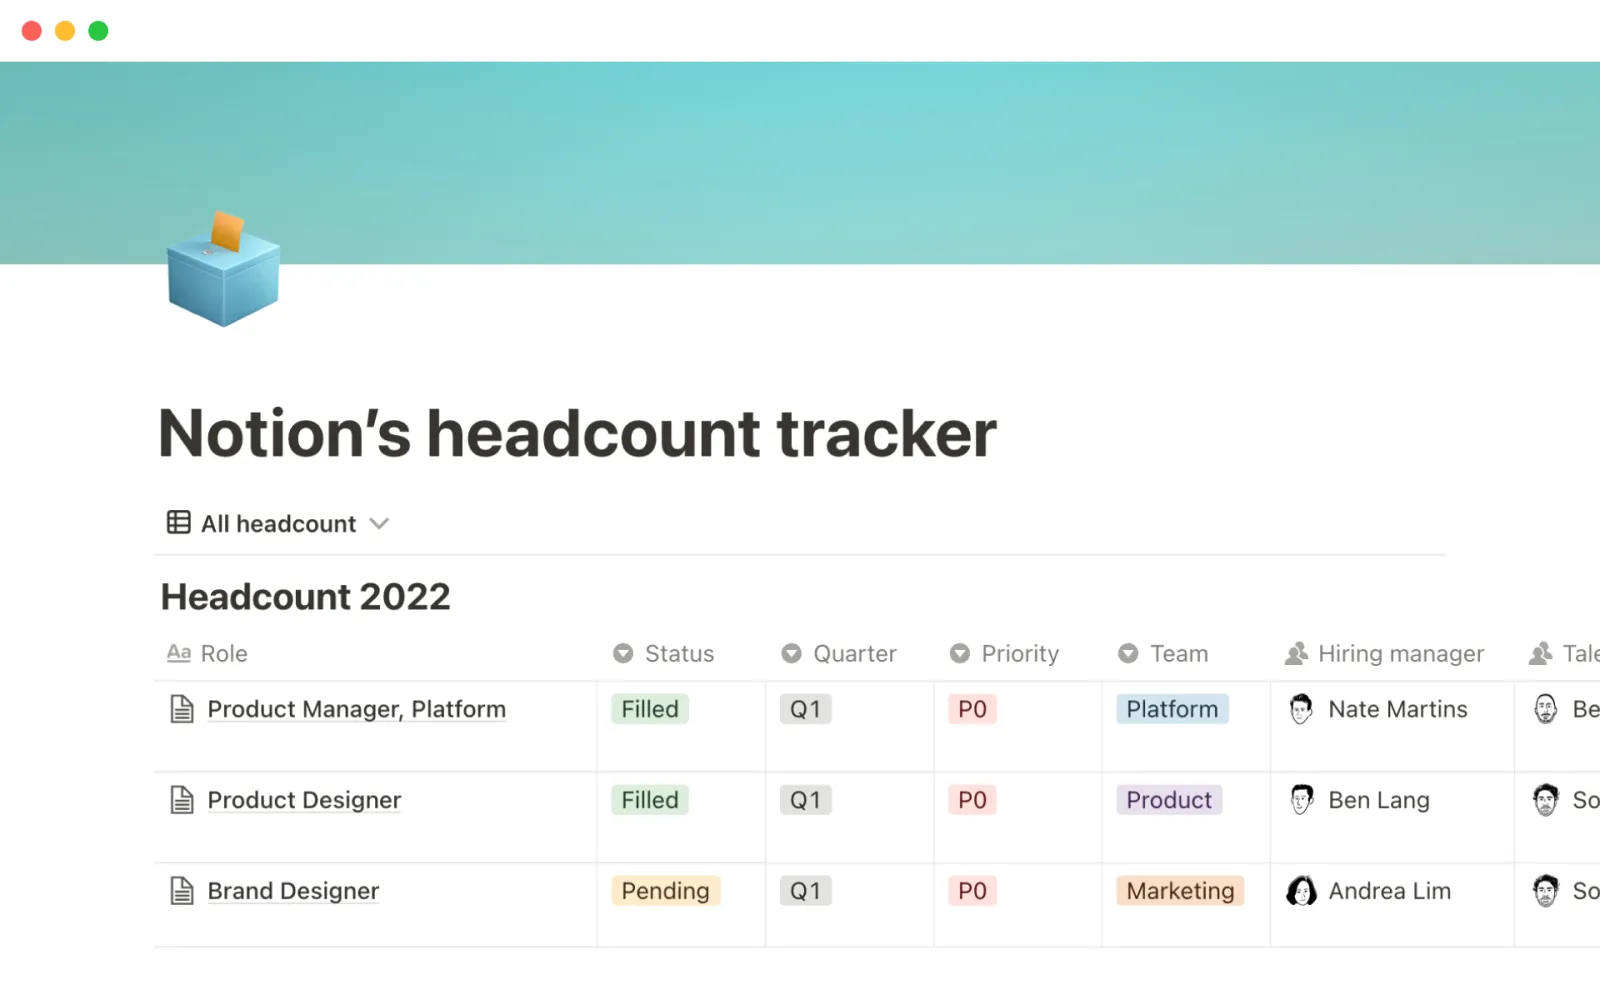 Notion’s headcount tracker
All headcount
Headcount 2022
Aa Role Status Quarter Priority Team Hiring manager
Product Manager, Platform Filled Q1 P0 Platform Nate Martins
Product Designer Filled Q1 P0 Product Ben Lang
Brand Designer Pending Q1 P0 Marketing Andrea Lim